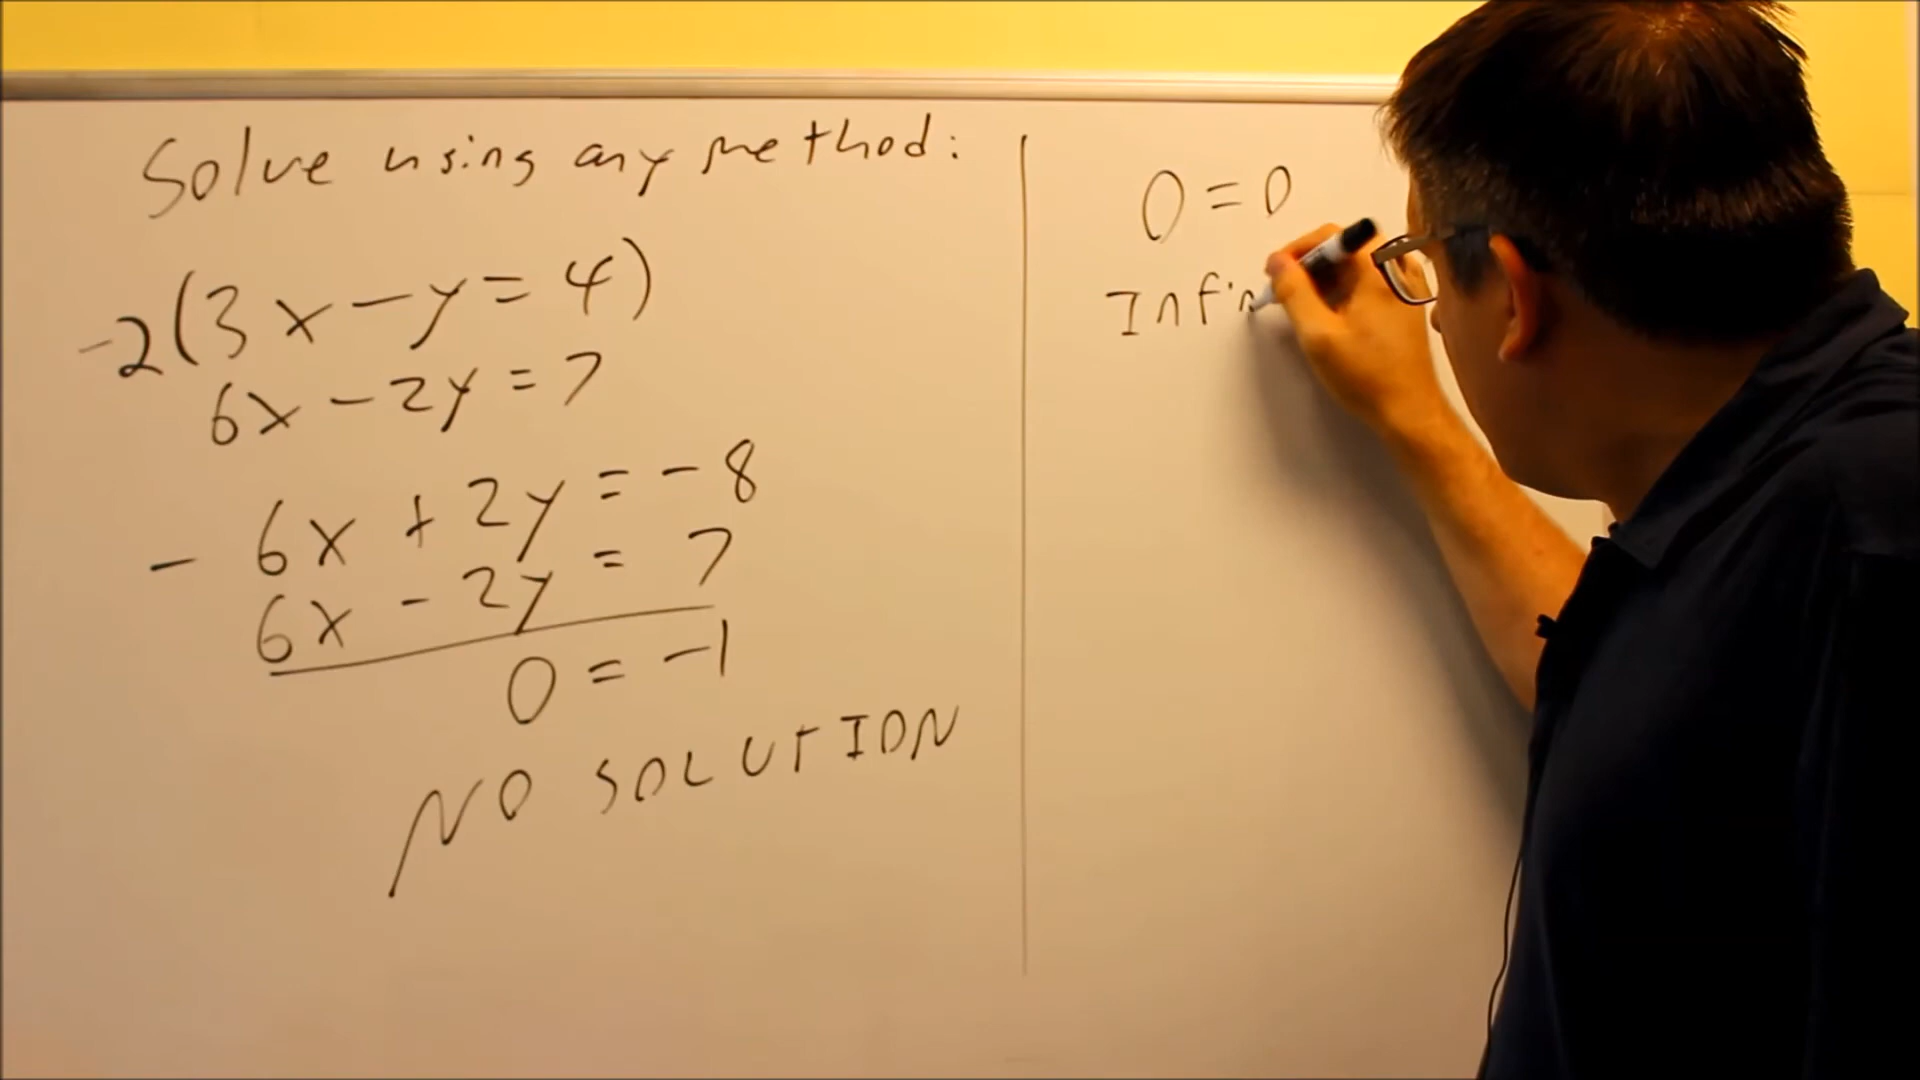 Solve using any method:
-2(3x-y=4)
6x-2y=7
-6x+2y=-8
6x-2y=7
0=-1
NO SOLUTION
0=0
Infin